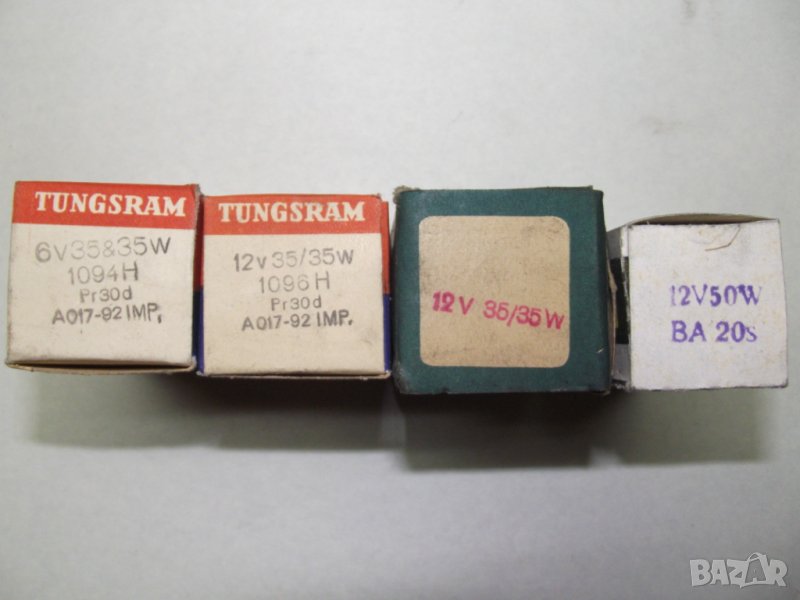 TUNGSRAM
6V35&35W
1094H
Pr30d
A017-92 IMP.
TUNGSRAM
12V35/35W
1096H
Pr30d
A017-92 IMP.
12V 35/35W
12V50W
BA 20s
BAZAR